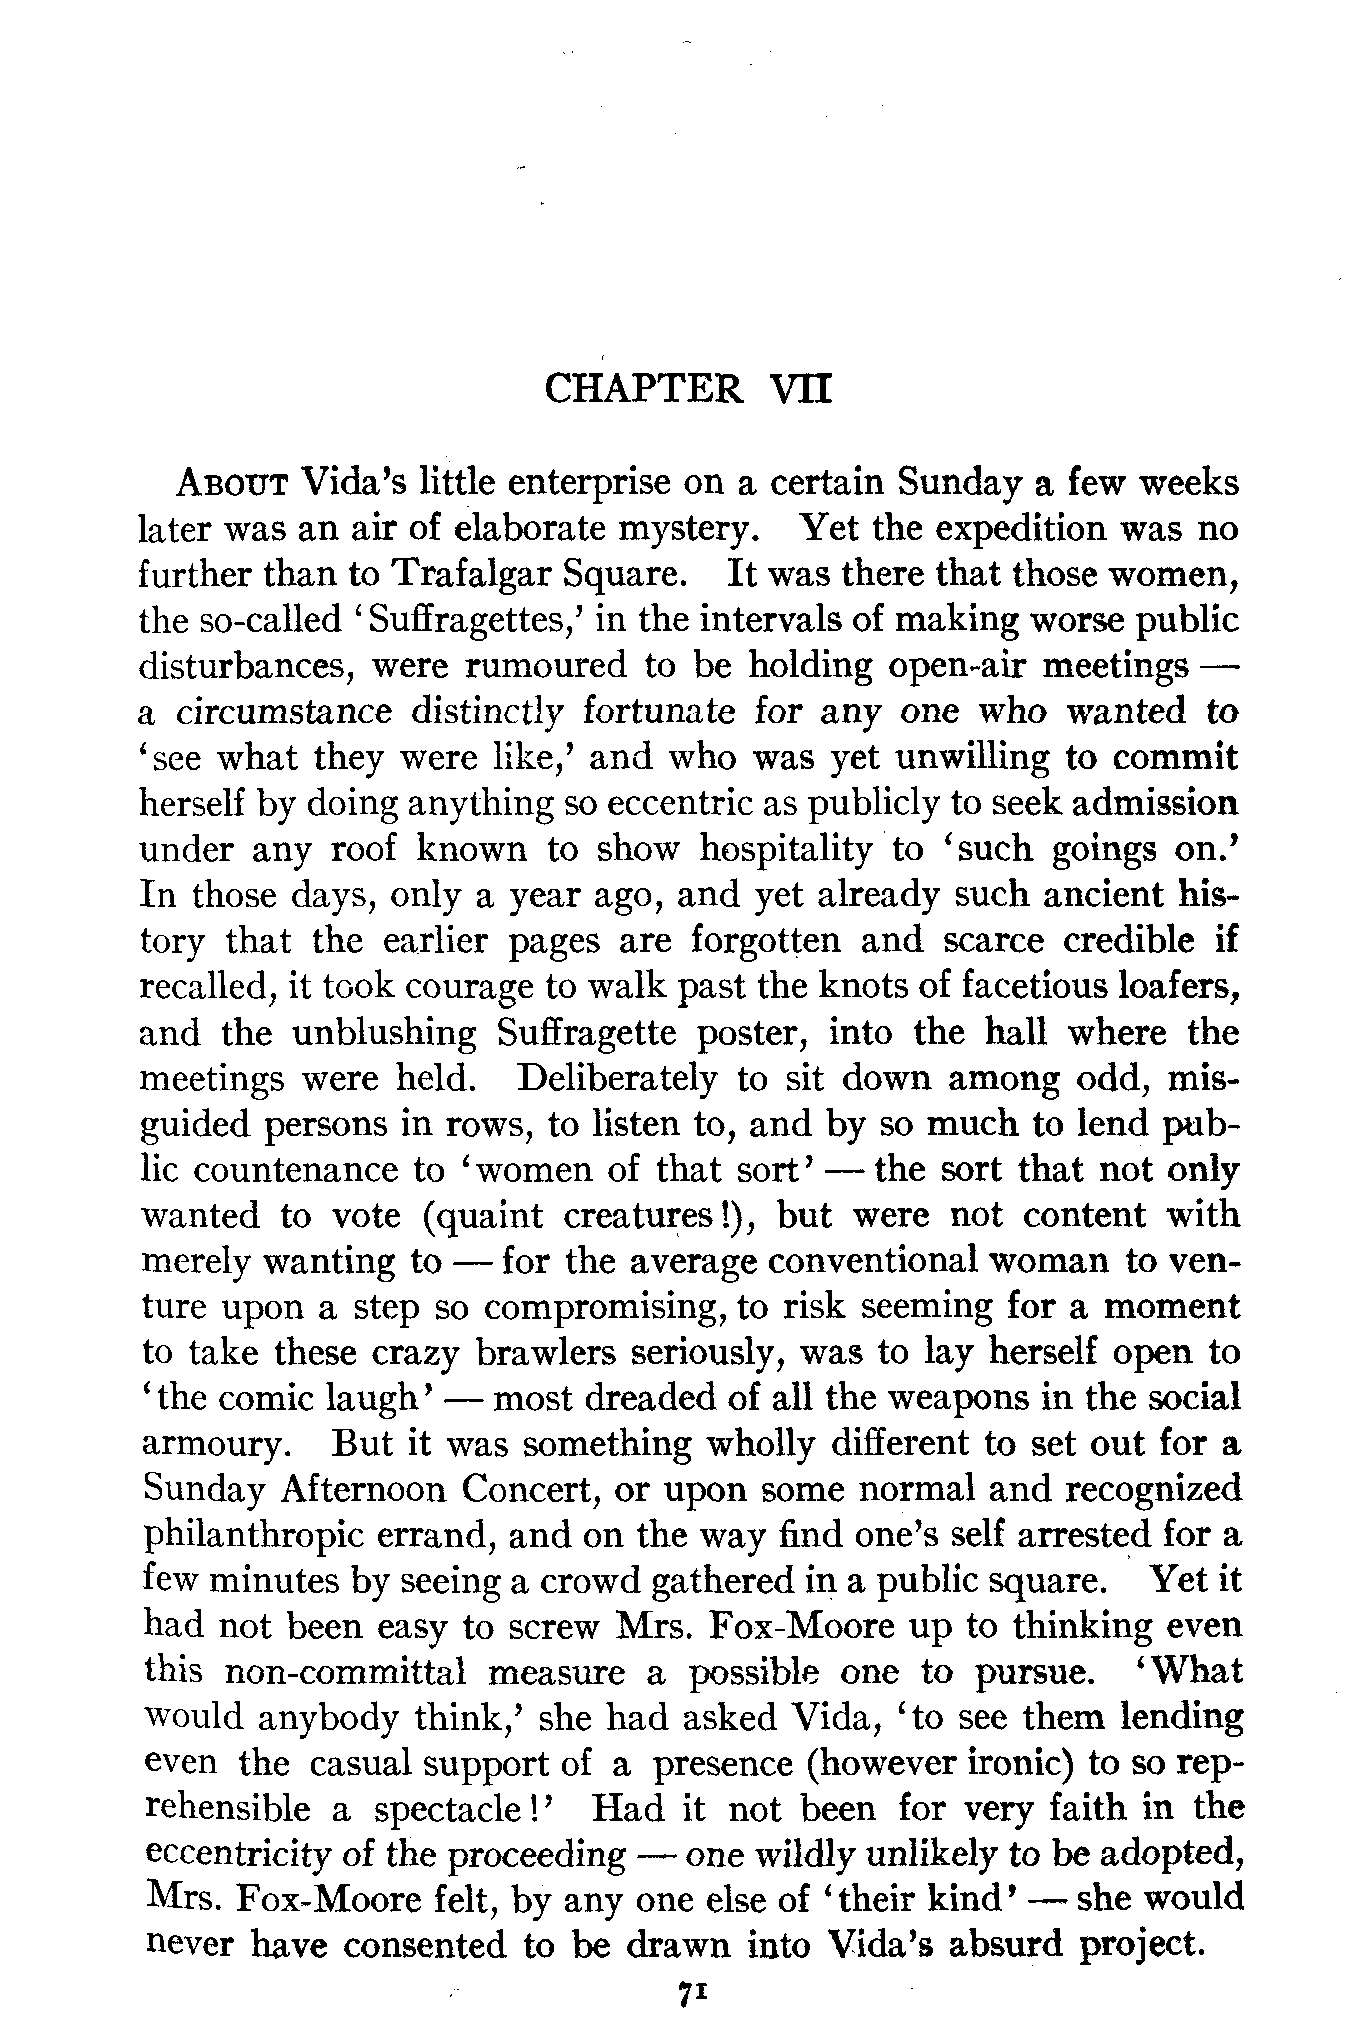 CHAPTER VII
ABOUT Vida's little enterprise on a certain Sunday a few weeks
later was an air of elaborate mystery. Yet the expedition was no
further than to Trafalgar Square. It was there that those women,
the so-called 'Suffragettes,' in the intervals of making worse public
disturbances, were rumoured to be holding open-air meetings —
a circumstance distinctly fortunate for any one who wanted to
'see what they were like,' and who was yet unwilling to commit
herself by doing anything so eccentric as publicly to seek admission
under any roof known to show hospitality to 'such goings on.'
In those days, only a year ago, and yet already such ancient his-
tory that the earlier pages are forgotten and scarce credible if
recalled, it took courage to walk past the knots of facetious loafers,
and the unblushing Suffragette poster, into the hall where the
meetings were held. Deliberately to sit down among odd, mis-
guided persons in rows, to listen to, and by so much to lend pub-
lic countenance to 'women of that sort' — the sort that not only
wanted to vote (quaint creatures!), but were not content with
merely wanting to — for the average conventional woman to ven-
ture upon a step so compromising, to risk seeming for a moment
to take these crazy brawlers seriously, was to lay herself open to
'the comic laugh' — most dreaded of all the weapons in the social
armoury. But it was something wholly different to set out for a
Sunday Afternoon Concert, or upon some normal and recognized
philanthropic errand, and on the way find one's self arrested for a
few minutes by seeing a crowd gathered in a public square. Yet it
had not been easy to screw Mrs. Fox-Moore up to thinking even
this non-committal measure a possible one to pursue. 'What
would anybody think,' she had asked Vida, 'to see them lending
even the casual support of a presence (however ironic) to so rep-
rehensible a spectacle!' Had it not been for very faith in the
eccentricity of the proceeding — one wildly unlikely to be adopted,
Mrs. Fox-Moore felt, by any one else of 'their kind' — she would
never have consented to be drawn into Vida's absurd project.
71